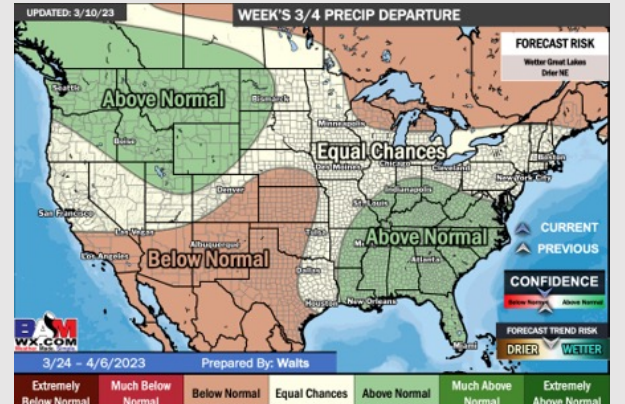 UPDATED: 3/10/23
WEEK'S 3/4 PRECIP DEPARTURE
FORECAST RISK
Wetter Great Lakes
Drier NE
Seattle
Above Normal
Bismarck
Minneapolis
Boise
Equal Chances
Des Moines
Chicago
Cleveland
Boston
New York City
Denver
Indianapolis
St. Louis
San Francisco
Las Vegas
Los Angeles
Albuquerque
Below Normal
Tulsa
Above Normal
Atlanta
Dallas
Houston
New Orleans
Miami
CURRENT
PREVIOUS
CONFIDENCE
Below Normal
Above Normal
FORECAST TREND RISK
DRIER
WETTER
BAM
WX.COM
3/24 – 4/6/2023
Prepared By: Walts
Extremely Below Normal
Much Below Normal
Below Normal
Equal Chances
Above Normal
Much Above Normal
Extremely Above Normal